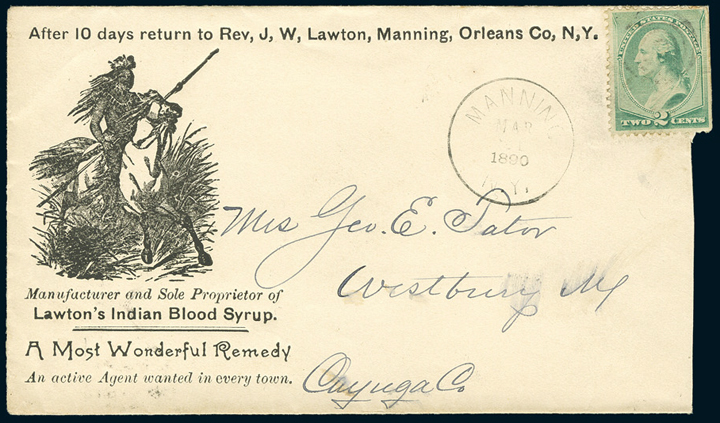 After 10 days return to Rev, J, W, Lawton, Manning, Orleans Co, N,Y.
UNITED STATES POSTAGE
TWO 2 CENTS
MANNING
MAR
1890
N.Y.
Mrs Geo. E. Tator
Westbury NY
Cayuga Co
Manufacturer and Sole Proprietor of
Lawton's Indian Blood Syrup.
A Most Wonderful Remedy
An active Agent wanted in every town.